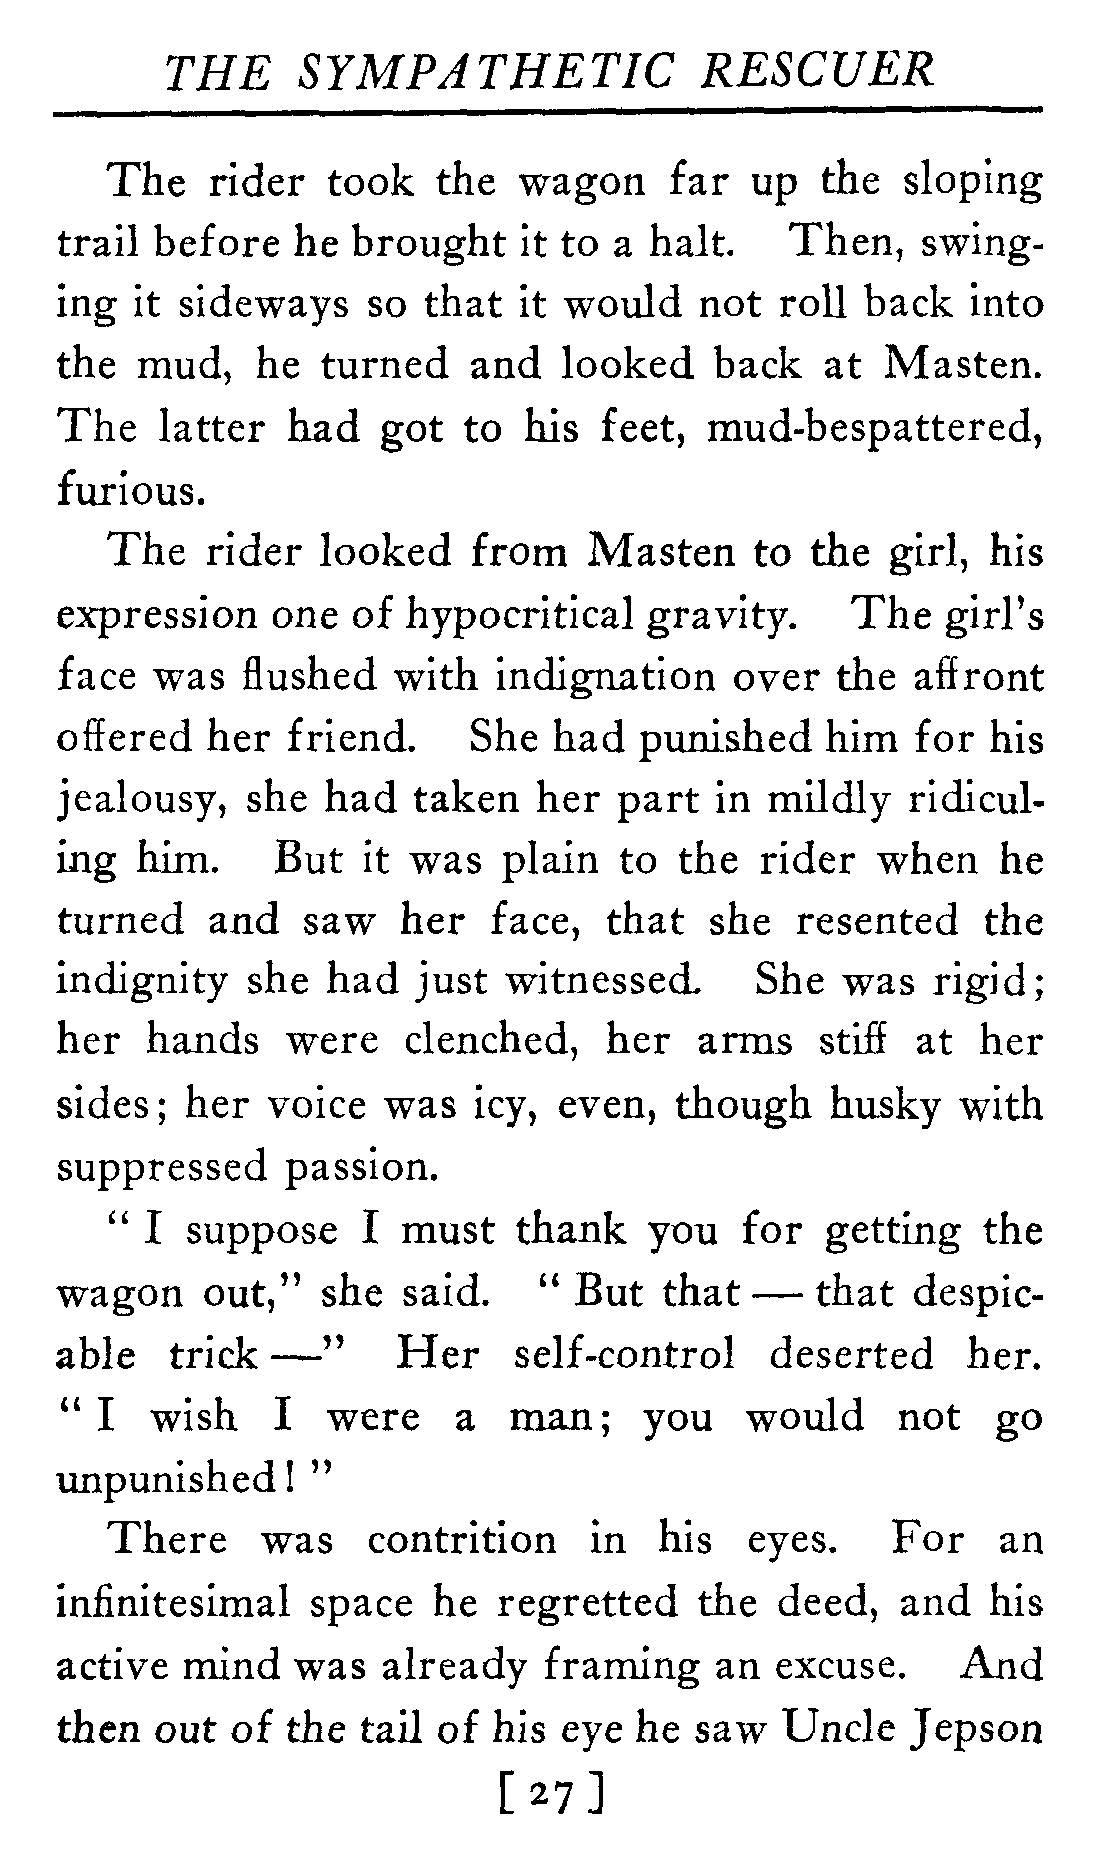 THE SYMPATHETIC RESCUER
The rider took the wagon far up the sloping
trail before he brought it to a halt. Then, swing-
ing it sideways so that it would not roll back into
the mud, he turned and looked back at Masten.
The latter had got to his feet, mud-bespattered,
furious.
The rider looked from Masten to the girl, his
expression one of hypocritical gravity. The girl's
face was flushed with indignation over the affront
offered her friend. She had punished him for his
jealousy, she had taken her part in mildly ridicul-
ing him. But it was plain to the rider when he
turned and saw her face, that she resented the
indignity she had just witnessed. She was rigid;
her hands were clenched, her arms stiff at her
sides; her voice was icy, even, though husky with
suppressed passion.
" I suppose I must thank you for getting the
wagon out," she said. " But that — that despic-
able trick —" Her self-control deserted her.
" I wish I were a man; you would not go
unpunished! "
There was contrition in his eyes. For an
infinitesimal space he regretted the deed, and his
active mind was already framing an excuse. And
then out of the tail of his eye he saw Uncle Jepson
[ 27 ]